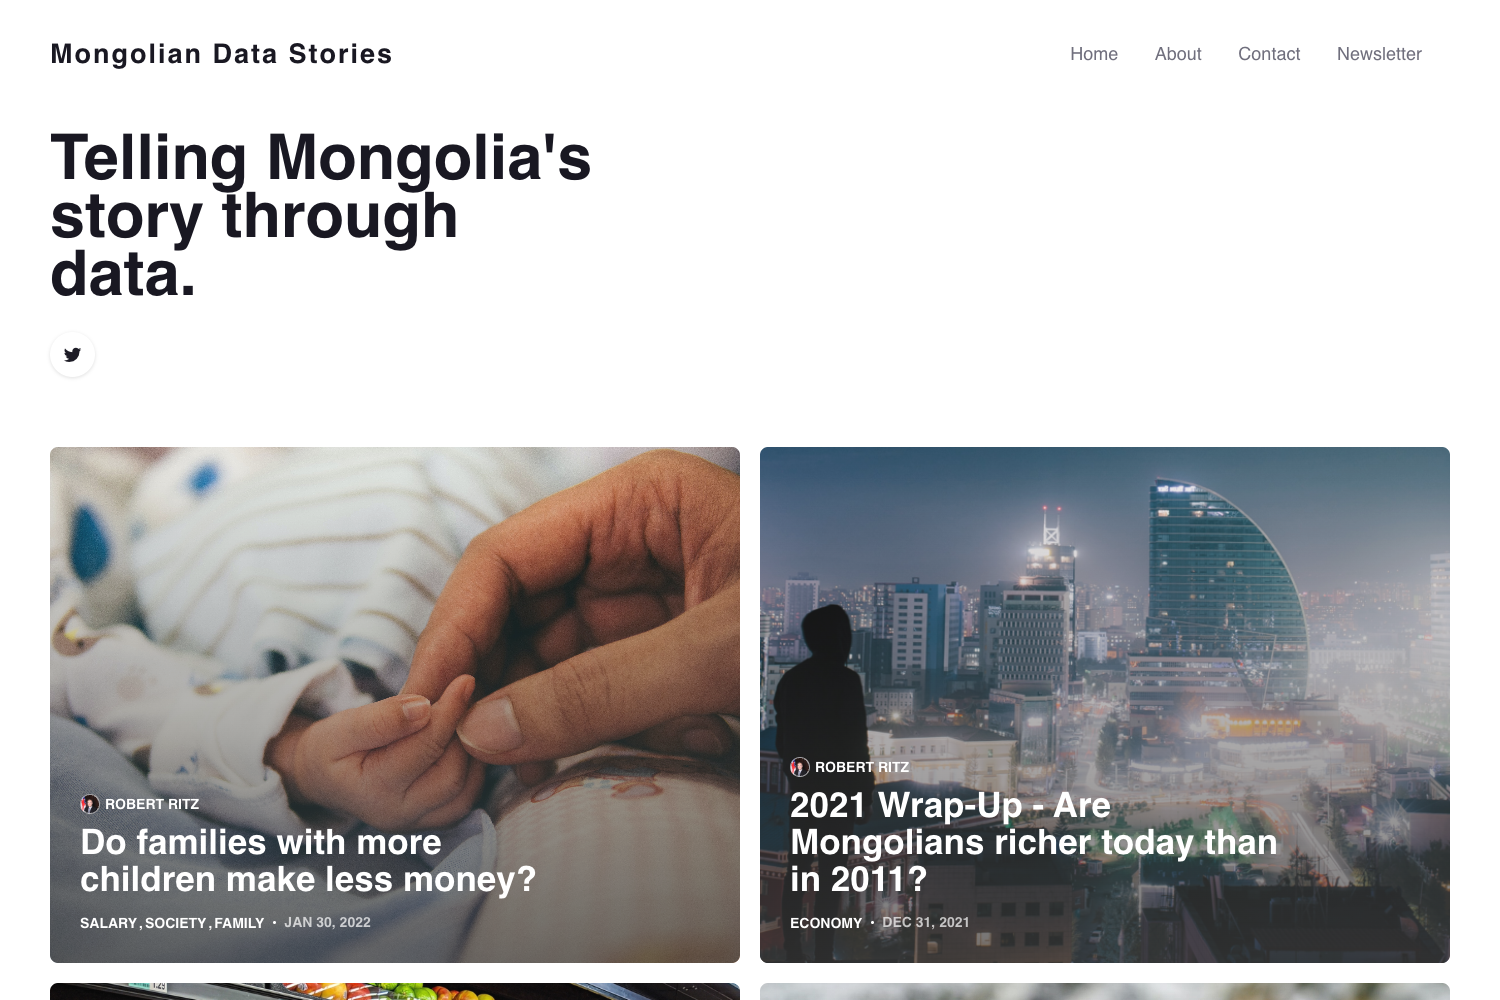 Mongolian Data Stories
Home About Contact Newsletter
Telling Mongolia's
story through
data.
ROBERT RITZ
Do families with more
children make less money?
SALARY, SOCIETY, FAMILY • JAN 30, 2022
ROBERT RITZ
2021 Wrap-Up - Are
Mongolians richer today than
in 2011?
ECONOMY • DEC 31, 2021